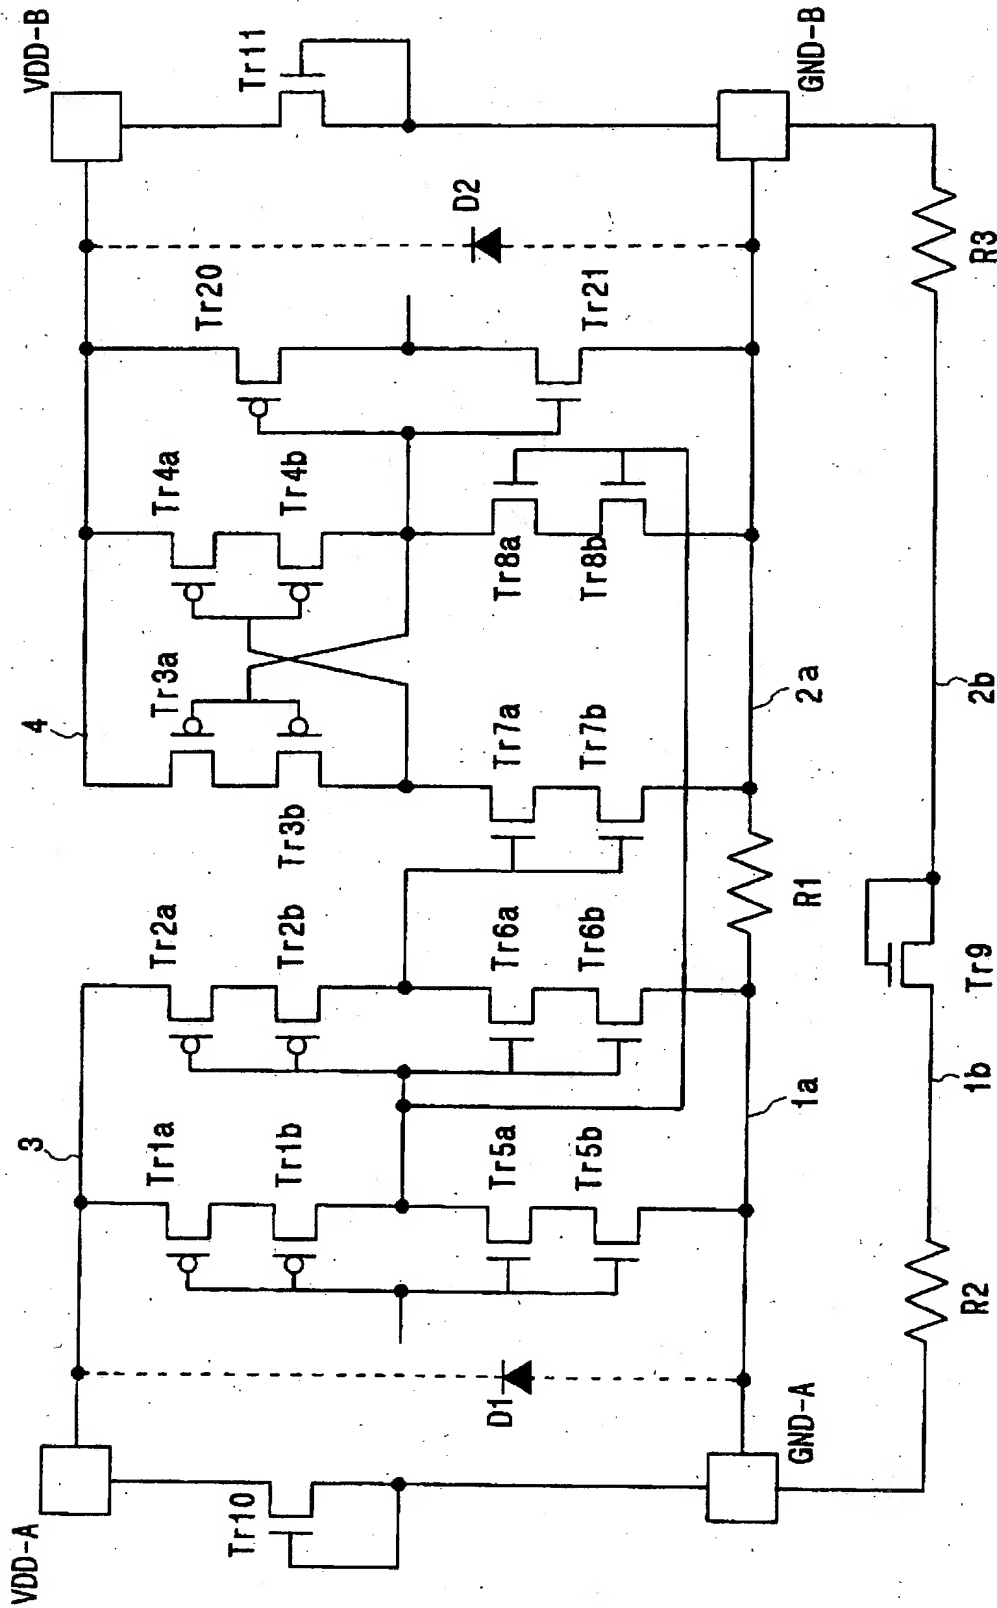 VDD-A
VDD-B
Tr10
Tr11
3
4
Tr1a
Tr1b
Tr2a
Tr2b
Tr3a
Tr3b
Tr4a
Tr4b
Tr20
D1
D2
Tr5a
Tr5b
Tr6a
Tr6b
Tr7a
Tr7b
Tr8a
Tr8b
Tr21
GND-A
GND-B
1a
R1
2a
R2
1b
Tr9
2b
R3